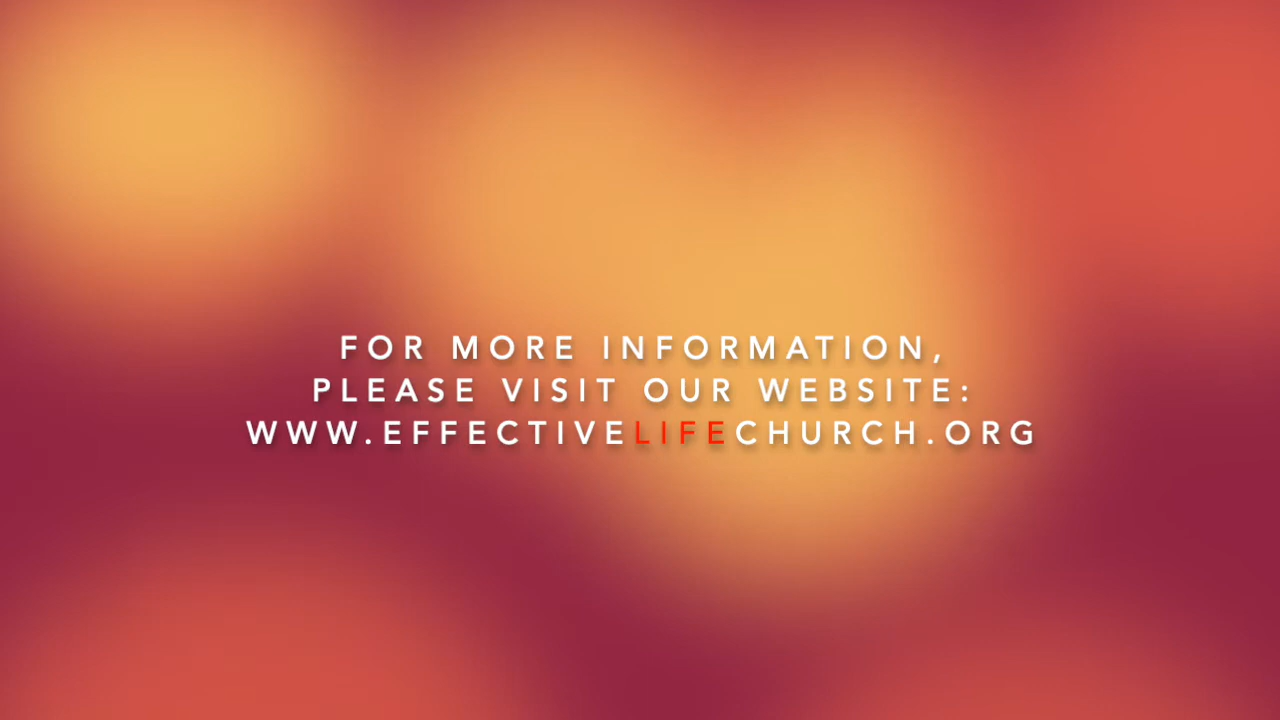 FOR MORE INFORMATION,
PLEASE VISIT OUR WEBSITE:
WWW.EFFECTIVELIFECHURCH.ORG